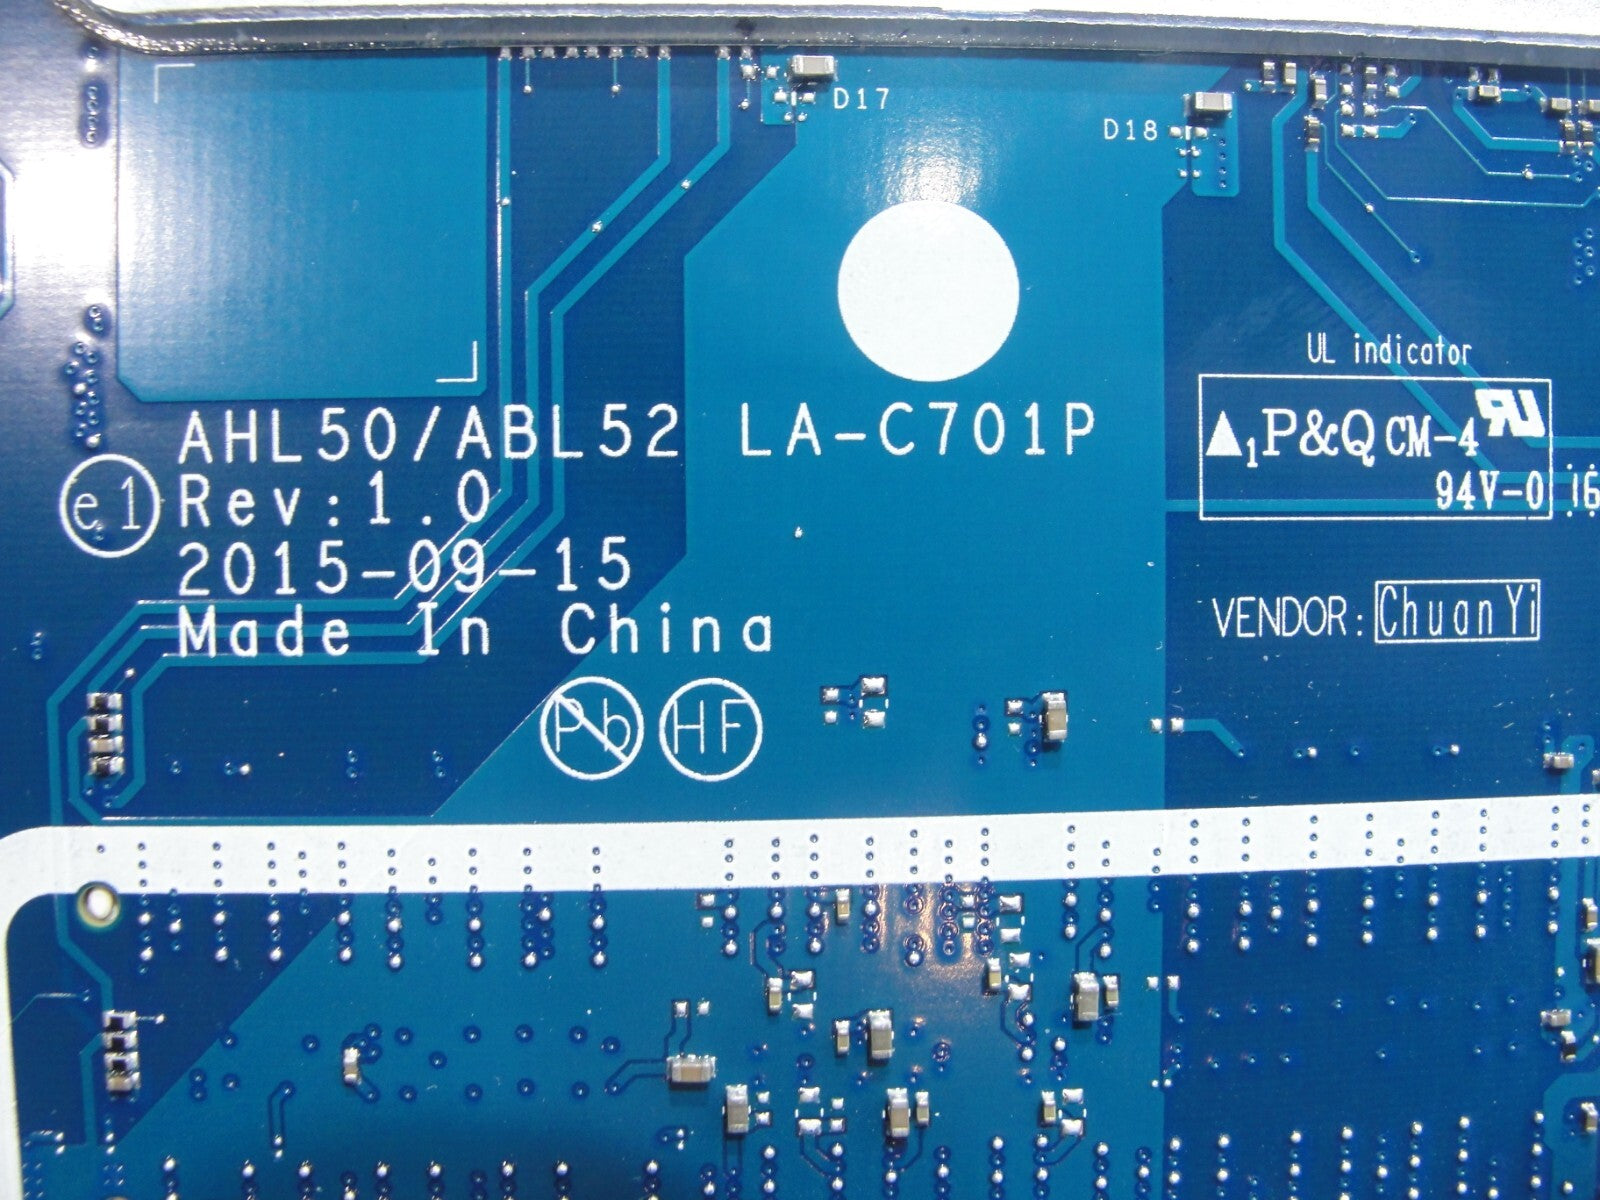 D17
D18
UL indicator
AHL50/ABL52 LA-C701P
▲1P&Q CM-4
94V-0
e1
Rev:1.0
2015-09-15
Made In China
VENDOR: ChuanYi
Pb
HF